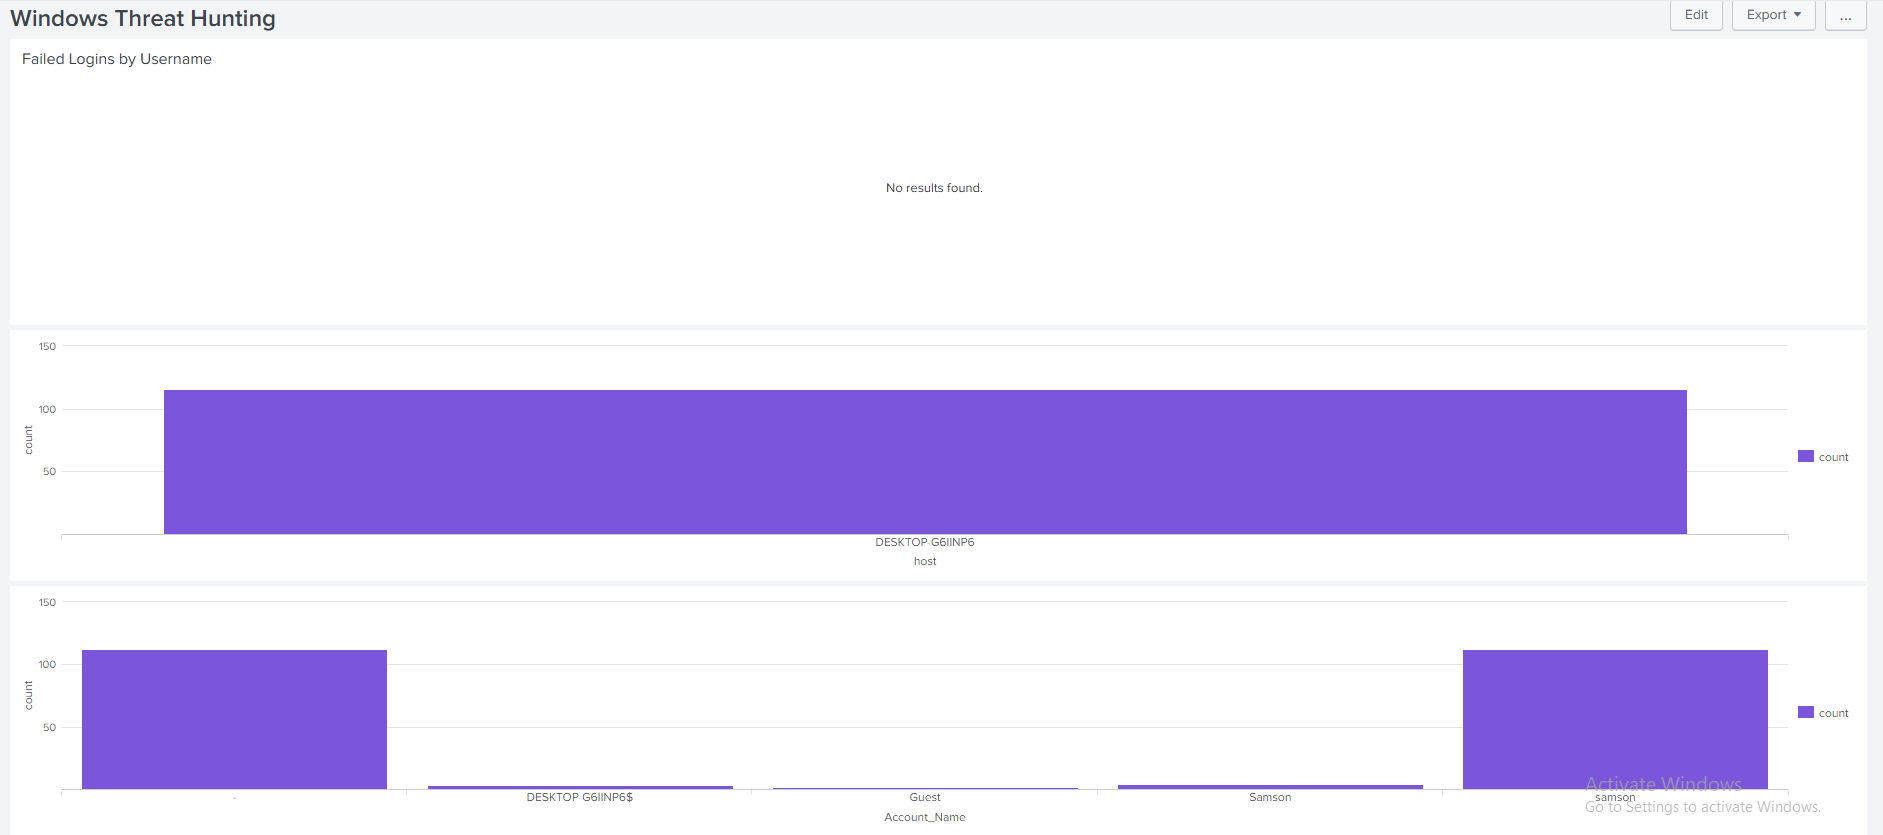 Windows Threat Hunting
Edit
Export
...
Failed Logins by Username
No results found.
150
100
50
count
count
DESKTOP-G6IINP6
host
150
100
50
count
count
-
DESKTOP-G6IINP6$
Guest
Samson
samson
Account_Name
Activate Windows
Go to Settings to activate Windows.